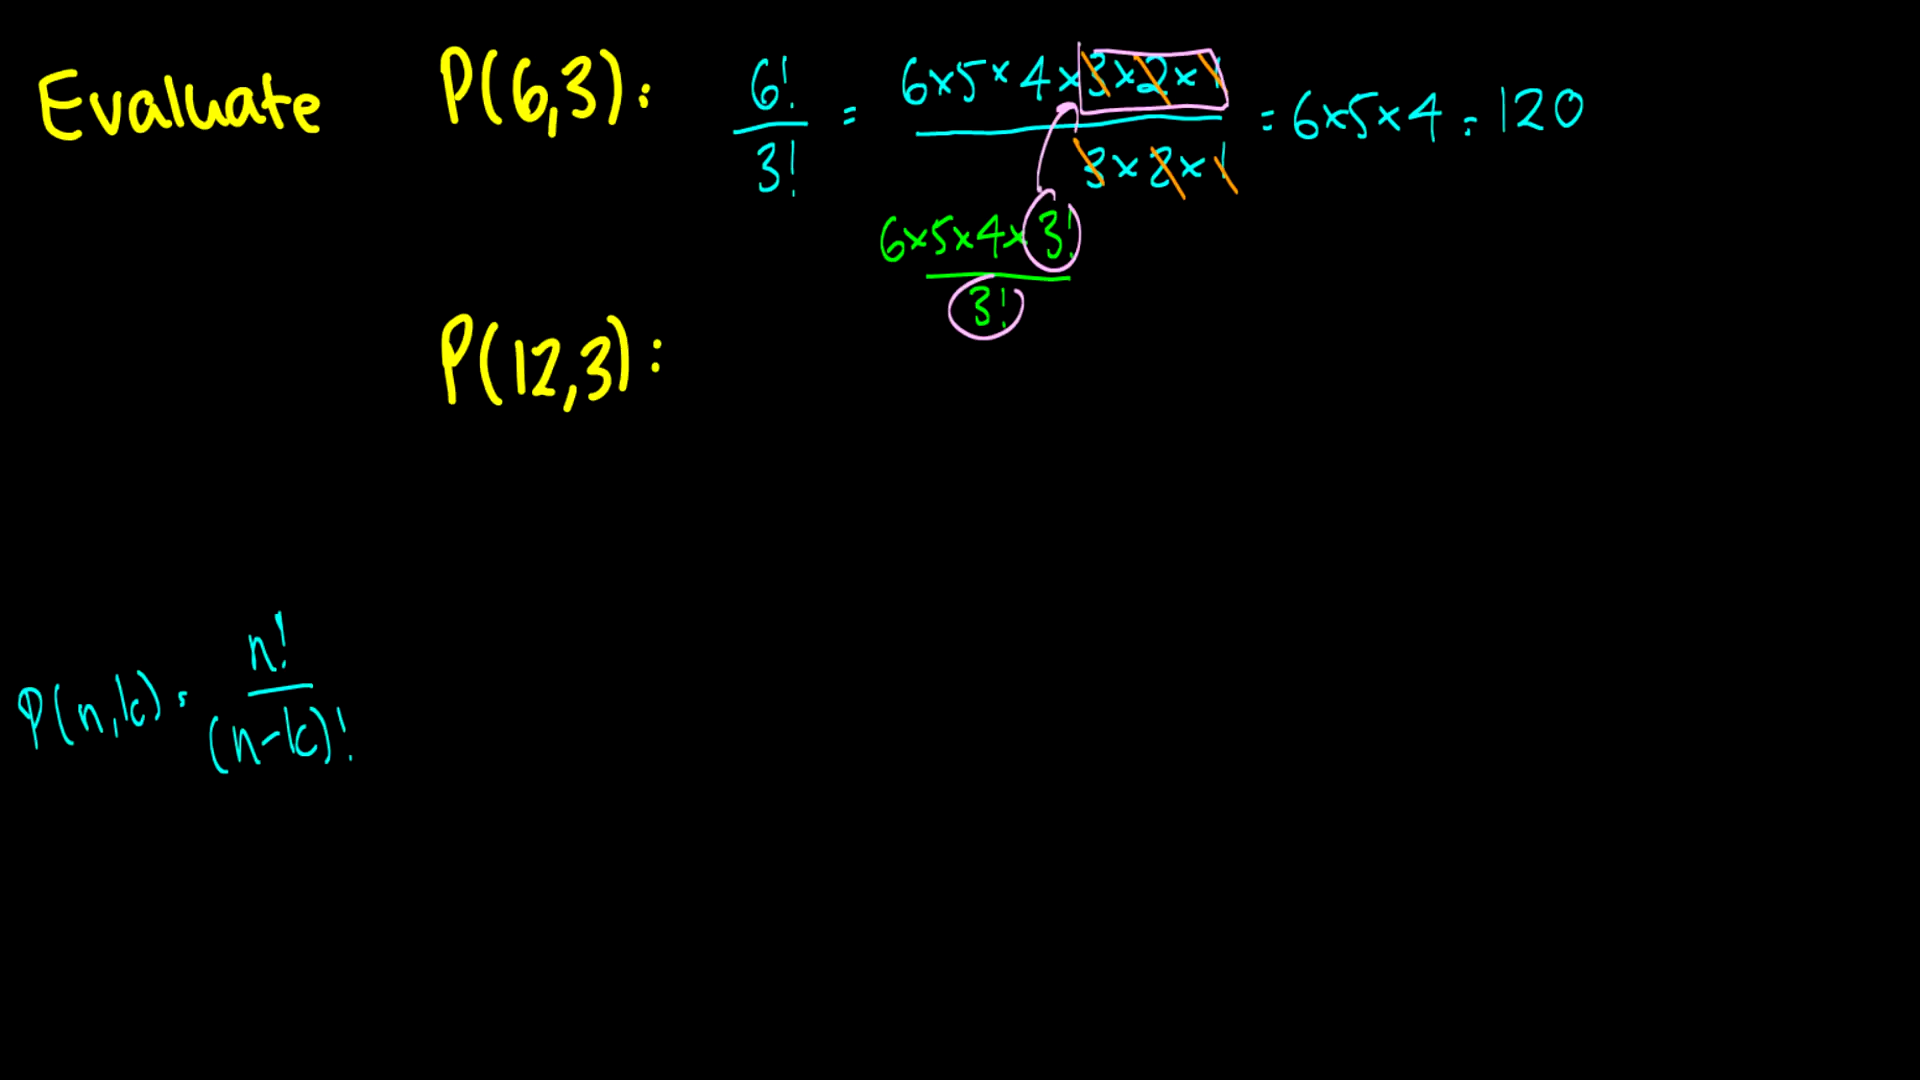 Evaluate P(6,3): 6!/3! = 6×5×4×3×2×1 / 3×2×1 = 6×5×4 = 120
6×5×4×3!
3!
P(12,3):
P(n,k) = n!/(n-k)!